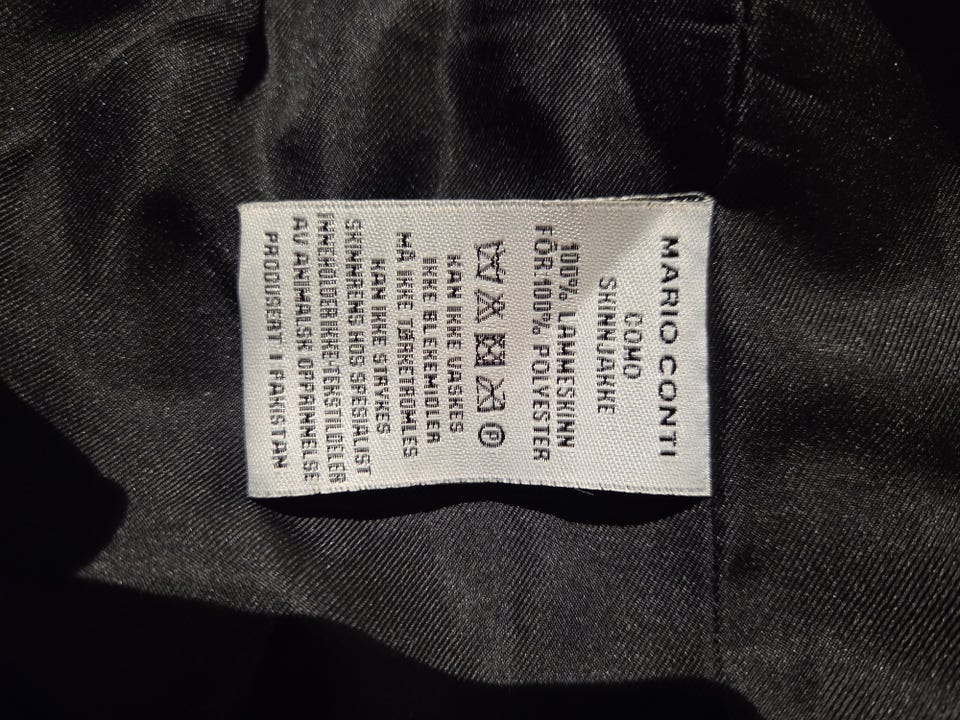 MARIO CONTI
COMO
SKINNJAKKE
100% LAMMESKINN
FÔR:100% POLYESTER
P
KAN IKKE VASKES
IKKE BLEKEMIDLER
MÅ IKKE TØRKETROMLES
KAN IKKE STRYKES
SKINNRENS HOS SPESIALIST
INNEHOLDER IKKE-TEKSTILDELER
AV ANIMALSK OPPRINNELSE
PRODUSERT I PAKISTAN